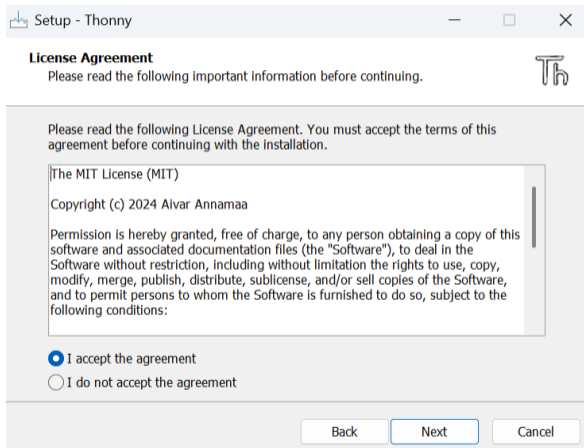 Setup - Thonny
License Agreement
Please read the following important information before continuing.
Th
Please read the following License Agreement. You must accept the terms of this
agreement before continuing with the installation.
The MIT License (MIT)
Copyright (c) 2024 Aivar Annamaa
Permission is hereby granted, free of charge, to any person obtaining a copy of this
software and associated documentation files (the "Software"), to deal in the
Software without restriction, including without limitation the rights to use, copy,
modify, merge, publish, distribute, sublicense, and/or sell copies of the Software,
and to permit persons to whom the Software is furnished to do so, subject to the
following conditions:
I accept the agreement
I do not accept the agreement
Back
Next
Cancel